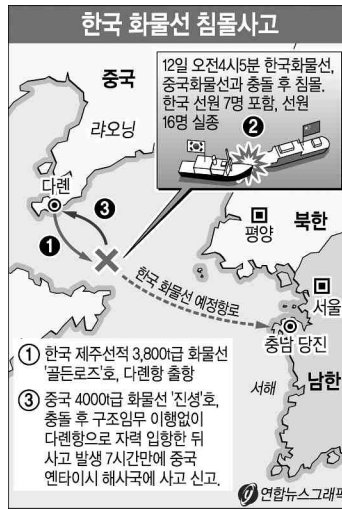 한국 화물선 침몰사고
12일 오전4시5분 한국화물선,
중국화물선과 충돌 후 침몰.
한국 선원 7명 포함, 선원
16명 실종
❷
중국
랴오닝
다롄
❸
❶
평양
북한
한국 화물선 예정항로
서울
충남 당진
서해
남한
① 한국 제주선적 3,800t급 화물선
'골든로즈'호, 다롄항 출항
③ 중국 4000t급 화물선 '진셩'호,
충돌 후 구조임무 이행없이
다롄항으로 자력 입항한 뒤
사고 발생 7시간만에 중국
옌타이시 해사국에 사고 신고.
연합뉴스그래픽